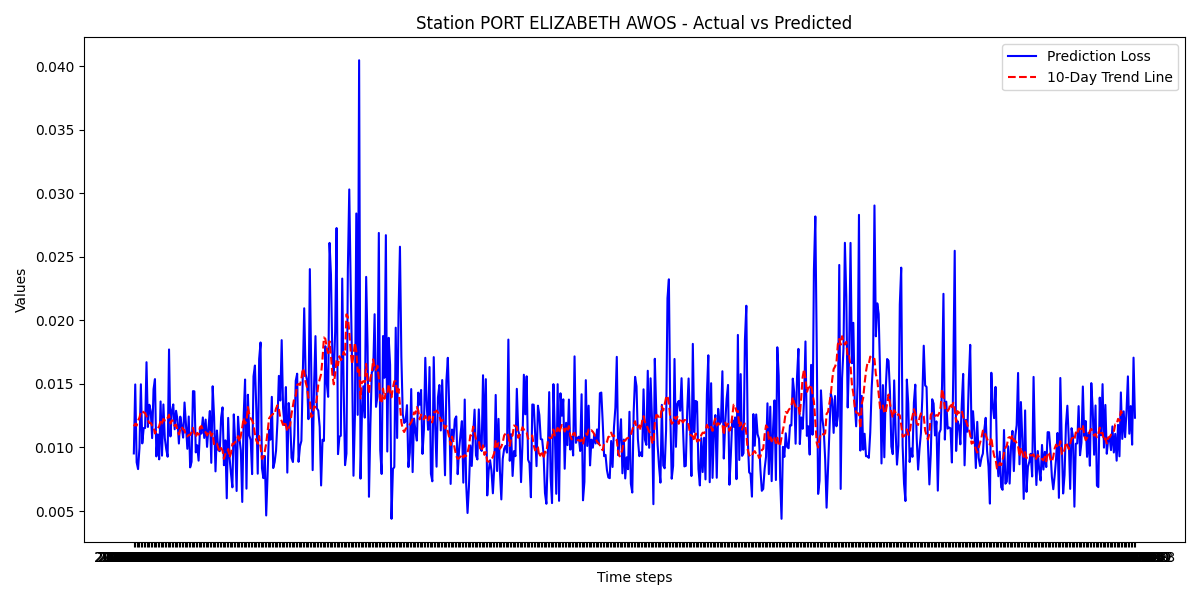 Station PORT ELIZABETH AWOS - Actual vs Predicted
Prediction Loss
10-Day Trend Line
0.040
0.035
0.030
0.025
0.020
0.015
0.010
0.005
Values
Time steps